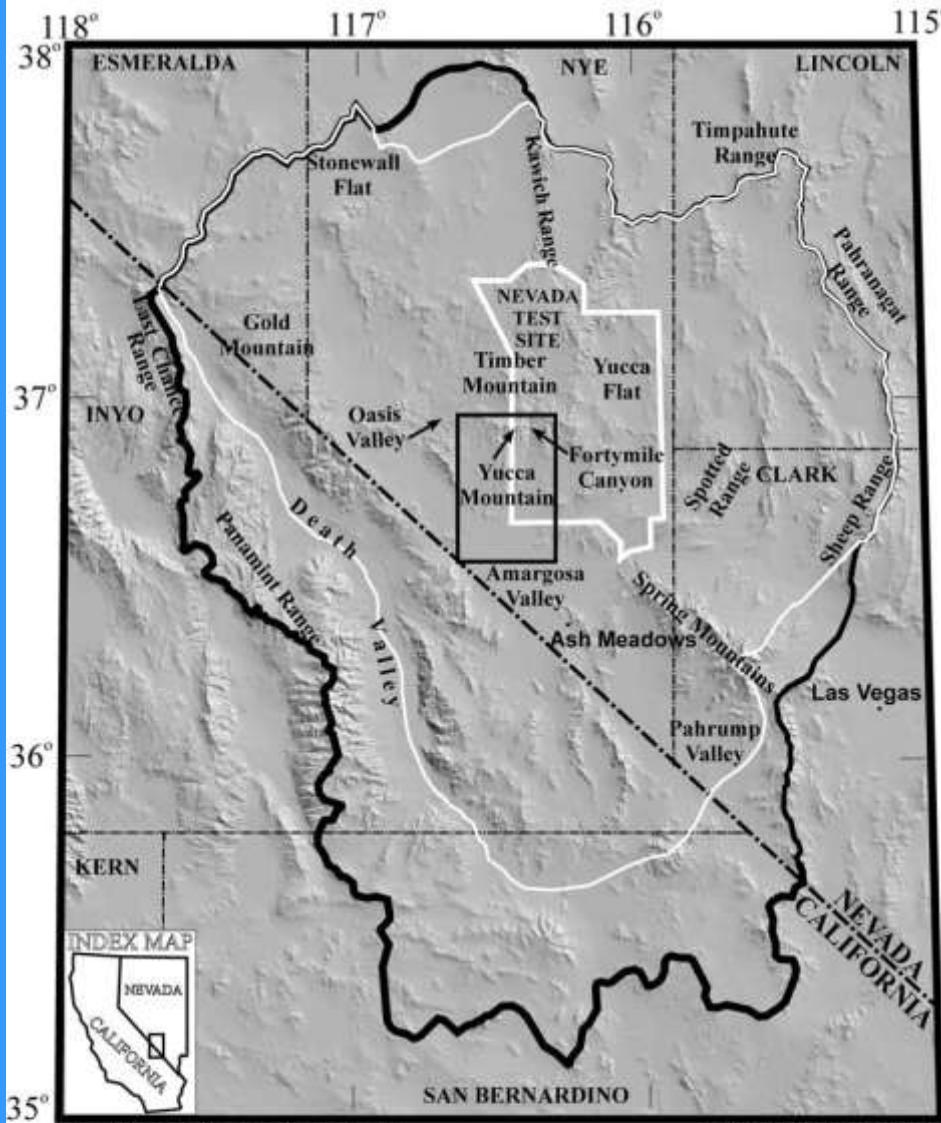 118°
117°
116°
115
38°
ESMERALDA
NYE
LINCOLN
Timpahute
Range
Stonewall
Flat
Kawich Range
Pahranagat
Range
NEVADA
TEST
SITE
Last Chance
Range
Gold
Mountain
Timber
Mountain
Yucca
Flat
37°
INYO
Oasis
Valley
Yucca
Mountain
Fortymile
Canyon
Spotted
Range
CLARK
Sheep Range
Death Valley
Panamint Range
Amargosa
Valley
Spring Mountains
Ash Meadows
Las Vegas
Pahrump
Valley
36°
KERN
NEVADA
CALIFORNIA
INDEX MAP
NEVADA
CALIFORNIA
SAN BERNARDINO
35°